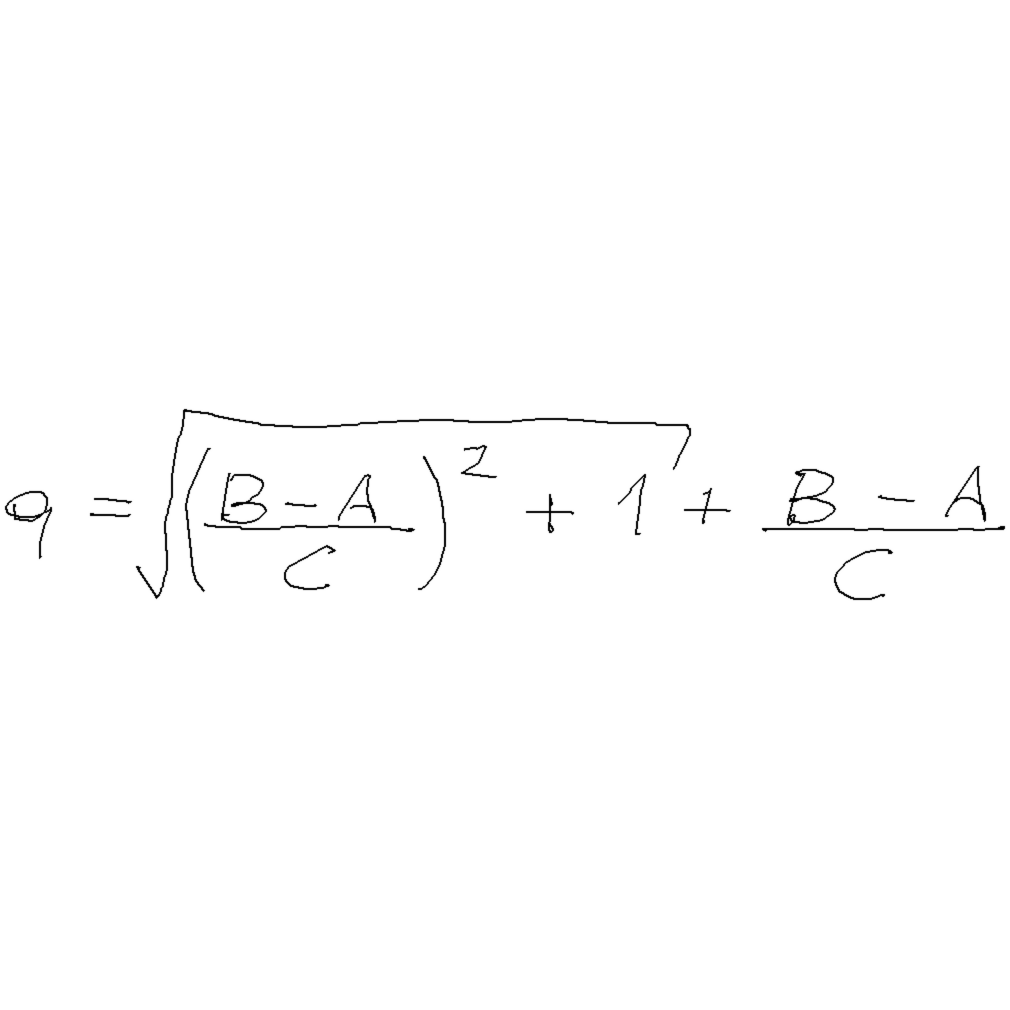 q = √((B - A)/C)² + 1) + (B - A)/C